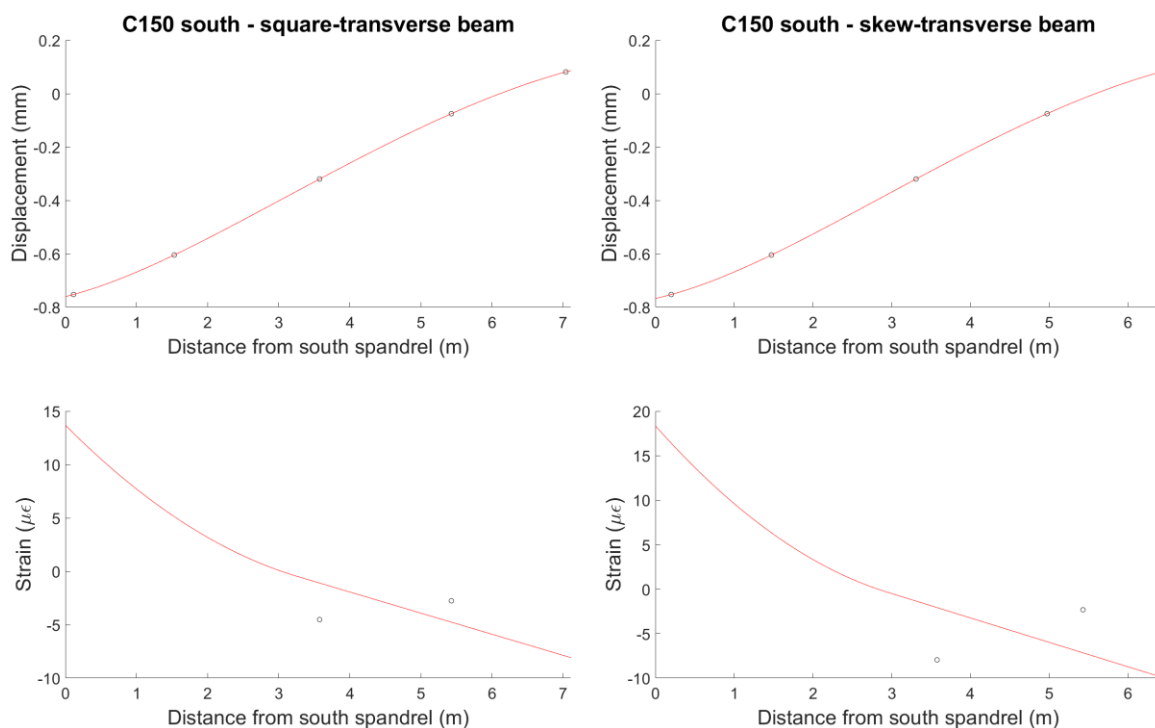 C150 south - square-transverse beam
0.2
0
-0.2
-0.4
-0.6
-0.8
Displacement (mm)
0 1 2 3 4 5 6 7
Distance from south spandrel (m)
C150 south - skew-transverse beam
0.2
0
-0.2
-0.4
-0.6
-0.8
Displacement (mm)
0 1 2 3 4 5 6
Distance from south spandrel (m)
15
10
5
0
-5
-10
Strain (μϵ)
0 1 2 3 4 5 6 7
Distance from south spandrel (m)
20
15
10
5
0
-5
-10
Strain (μϵ)
0 1 2 3 4 5 6
Distance from south spandrel (m)